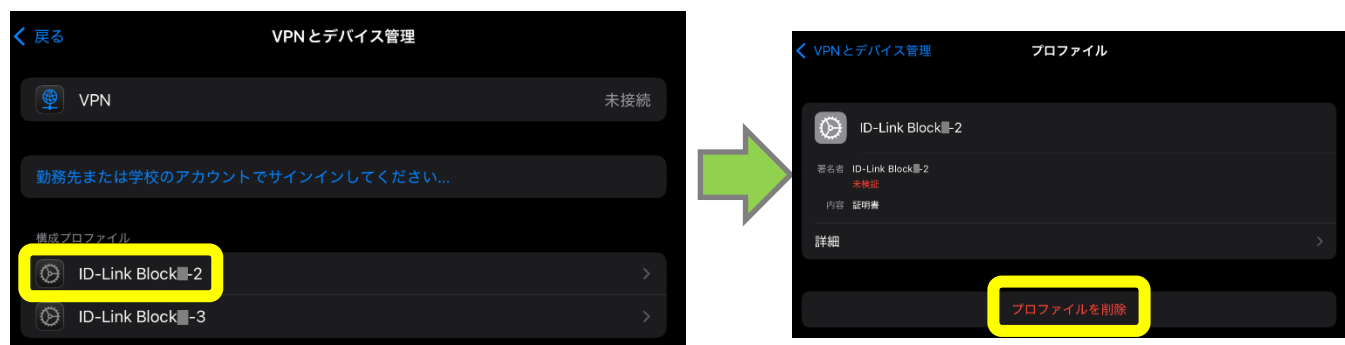 戻る
VPNとデバイス管理
VPN
未接続
勤務先または学校のアカウントでサインインしてください...
構成プロファイル
ID-Link Block -2
ID-Link Block -3
VPNとデバイス管理
プロファイル
ID-Link Block -2
署名者 ID-Link Block -2
未検証
内容 証明書
詳細
プロファイルを削除